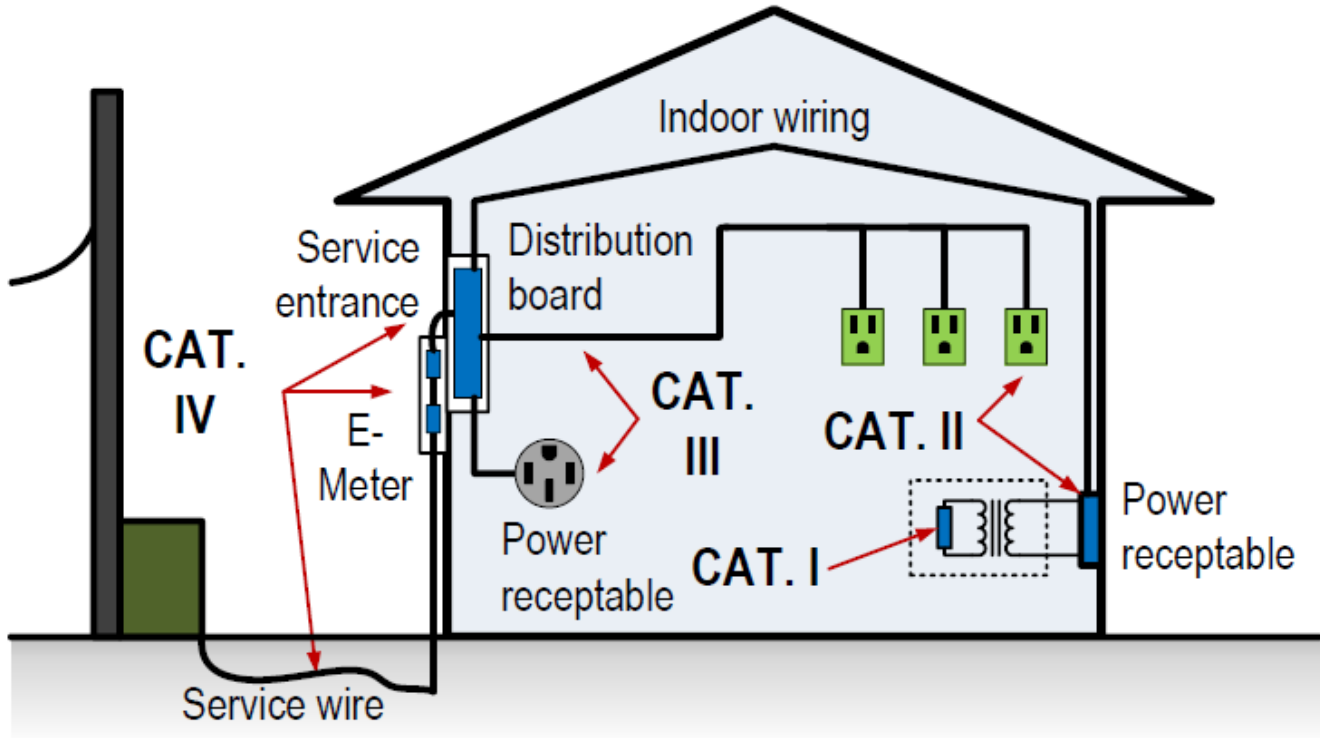 Indoor wiring
Service
entrance
Distribution
board
CAT.
IV
E-
Meter
CAT.
III
CAT. II
Power
receptable
CAT. I
Power
receptable
Service wire